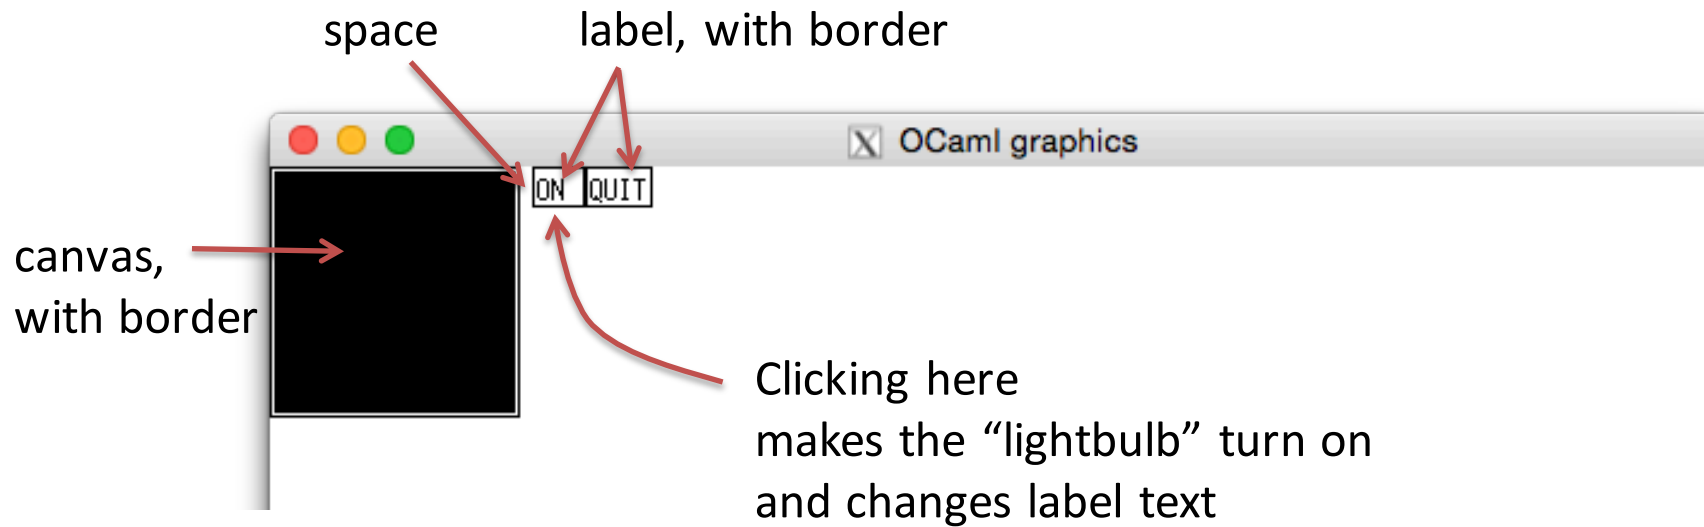 space
label, with border
X OCaml graphics
ON QUIT
canvas,
with border
Clicking here
makes the “lightbulb” turn on
and changes label text